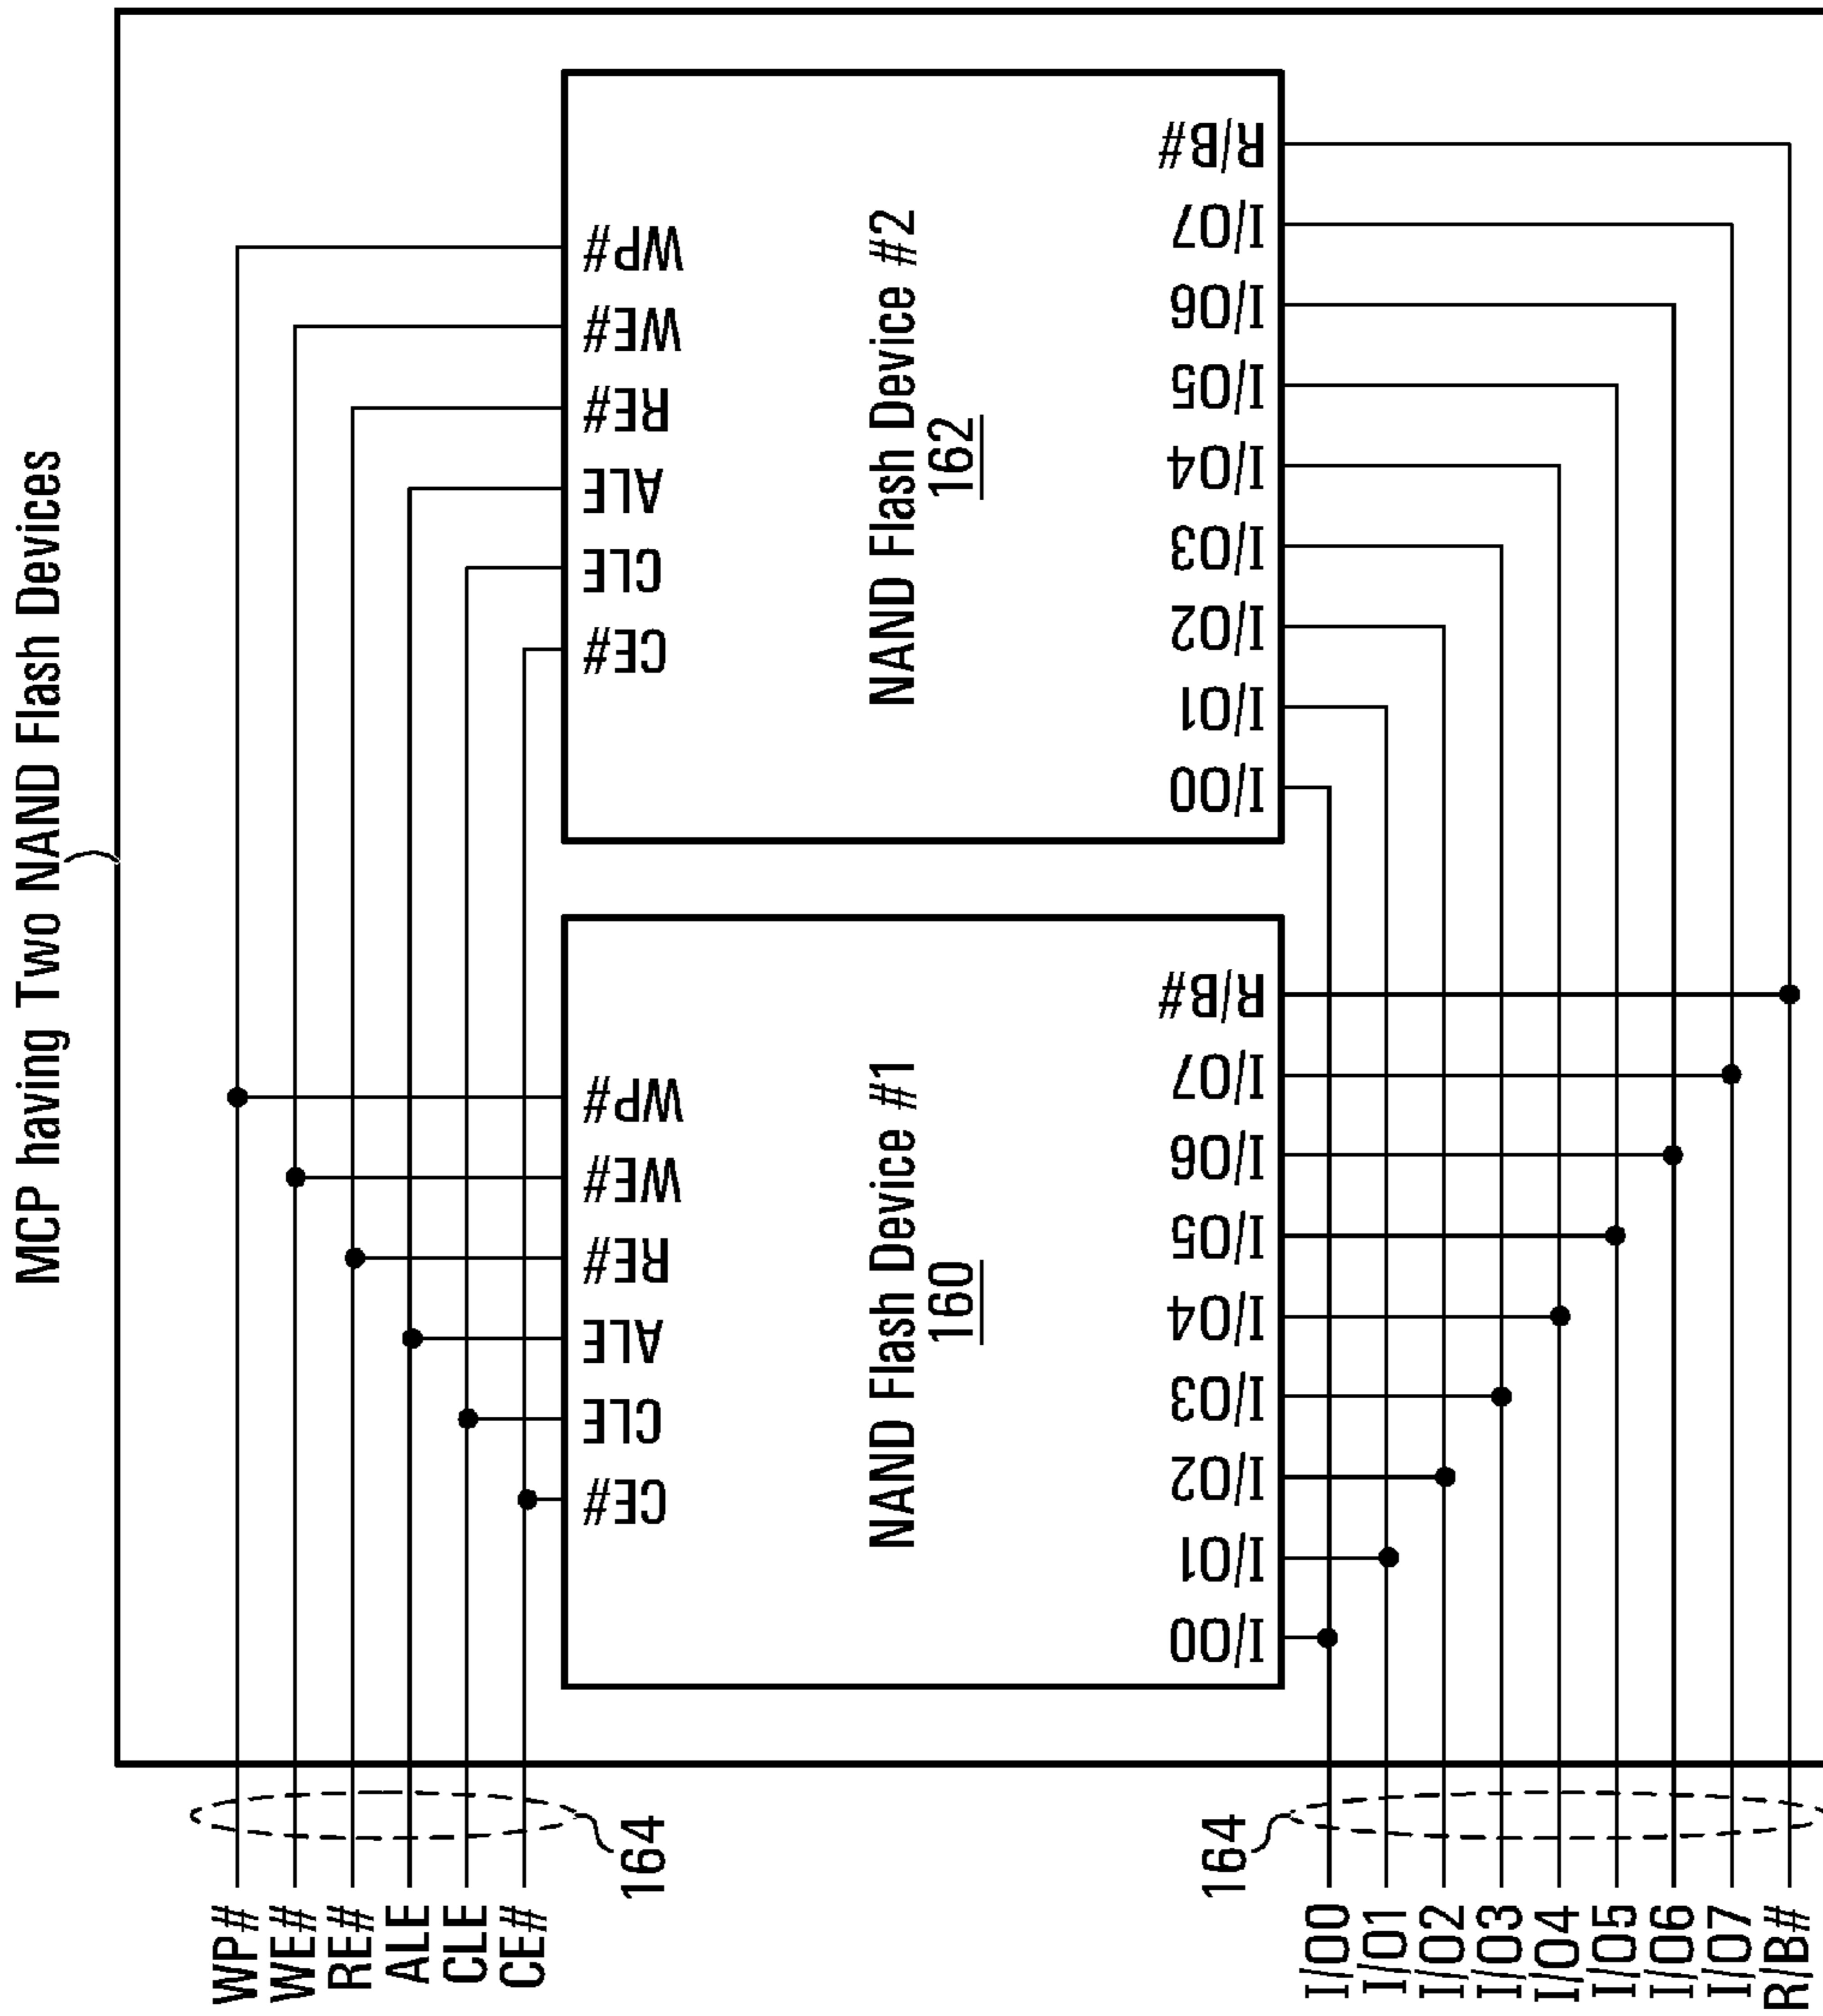 MCP having Two NAND Flash Devices
WP#
WE#
RE#
ALE
CLE
CE#
NAND Flash Device #2
162
R/B#
I/O7
I/O6
I/O5
I/O4
I/O3
I/O2
I/O1
I/O0
WP#
WE#
RE#
ALE
CLE
CE#
NAND Flash Device #1
160
R/B#
I/O7
I/O6
I/O5
I/O4
I/O3
I/O2
I/O1
I/O0
164
164
WP#
WE#
RE#
ALE
CLE
CE#
I/O0
I/O1
I/O2
I/O3
I/O4
I/O5
I/O6
I/O7
R/B#